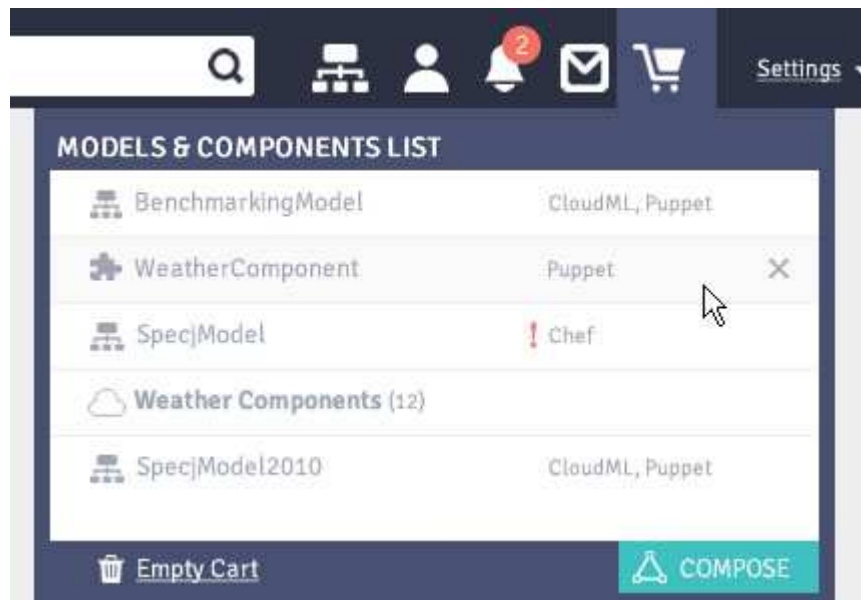 2
Settings
MODELS & COMPONENTS LIST
BenchmarkingModel CloudML, Puppet
WeatherComponent Puppet
SpecjModel ! Chef
Weather Components (12)
SpecjModel2010 CloudML, Puppet
Empty Cart COMPOSE